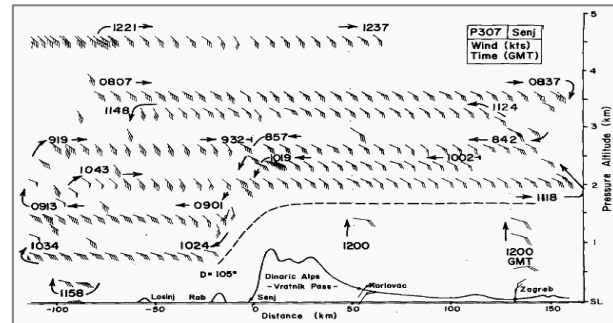 1221 1237
P307 Senj
Wind (kts)
Time (GMT)
5
0807 0837
4
1148 1124
919 932 857 842
3
1043 1019 1002
0913 0901 1118
2
1034 1024 1200 1200
GMT
1
D= 105°
Dinaric Alps
-Vratnik Pass-
Karlovac
Zagreb
1158 Losinj Rab Senj
SL
-100 -50 0 50 100 150
Distance (km)
Pressure Altitude (km)